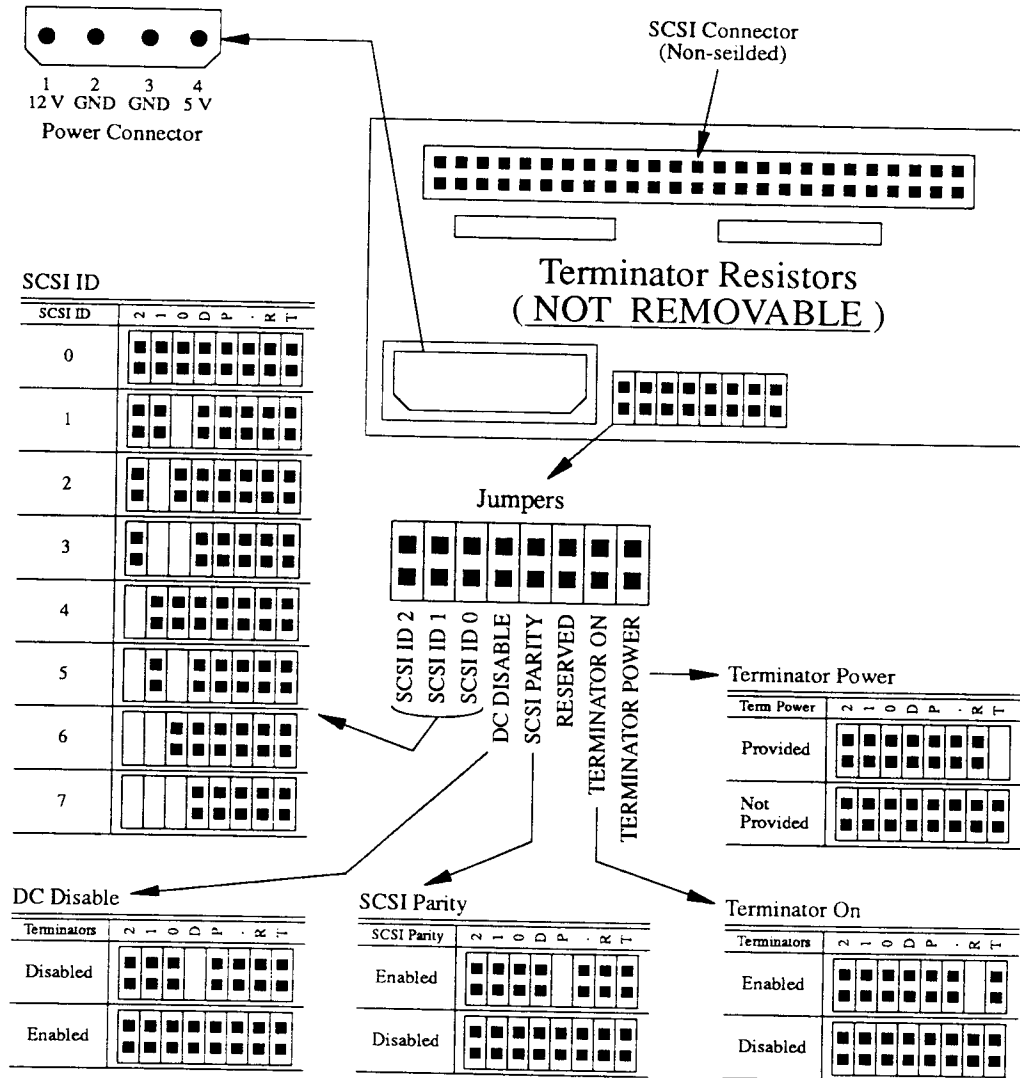 1 2 3 4
12 V GND GND 5 V
Power Connector
SCSI Connector
(Non-seilded)
Terminator Resistors
( NOT REMOVABLE )
SCSI ID
SCSI ID 2 1 0 D P . R T
0
1
2
3
4
5
6
7
Jumpers
SCSI ID 2
SCSI ID 1
SCSI ID 0
DC DISABLE
SCSI PARITY
RESERVED
TERMINATOR ON
TERMINATOR POWER
Terminator Power
Term Power 2 1 0 D P . R T
Provided
Not
Provided
DC Disable
Terminators 2 1 0 D P . R T
Disabled
Enabled
SCSI Parity
SCSI Parity 2 1 0 D P . R T
Enabled
Disabled
Terminator On
Terminators 2 1 0 D P . R T
Enabled
Disabled